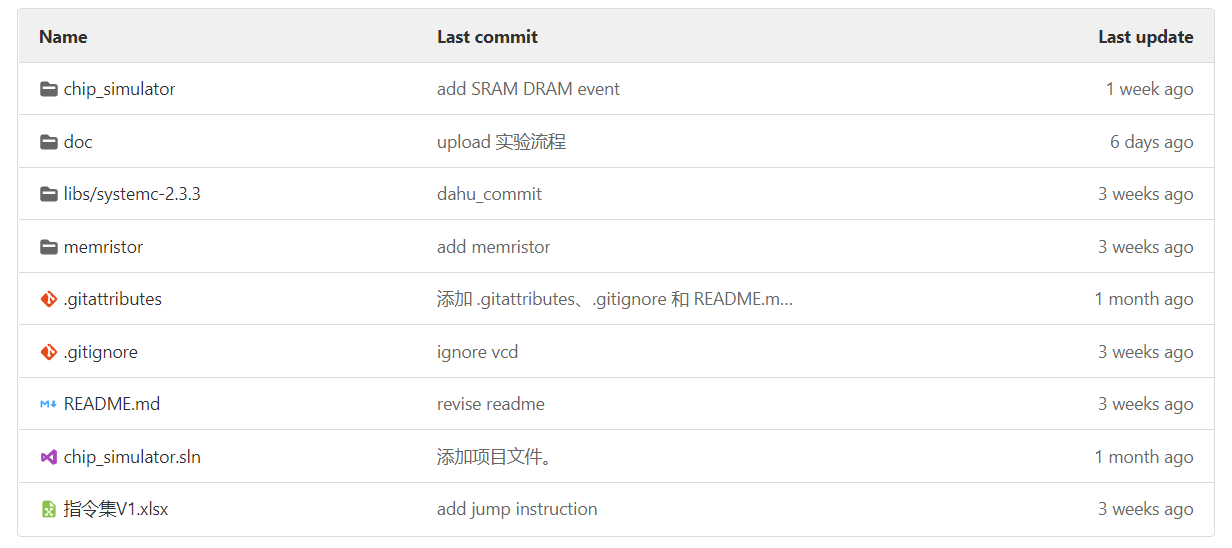 Name Last commit Last update
chip_simulator add SRAM DRAM event 1 week ago
doc upload 实验流程 6 days ago
libs/systemc-2.3.3 dahu_commit 3 weeks ago
memristor add memristor 3 weeks ago
.gitattributes 添加 .gitattributes、.gitignore 和 README.m... 1 month ago
.gitignore ignore vcd 3 weeks ago
README.md revise readme 3 weeks ago
chip_simulator.sln 添加项目文件。 1 month ago
指令集V1.xlsx add jump instruction 3 weeks ago